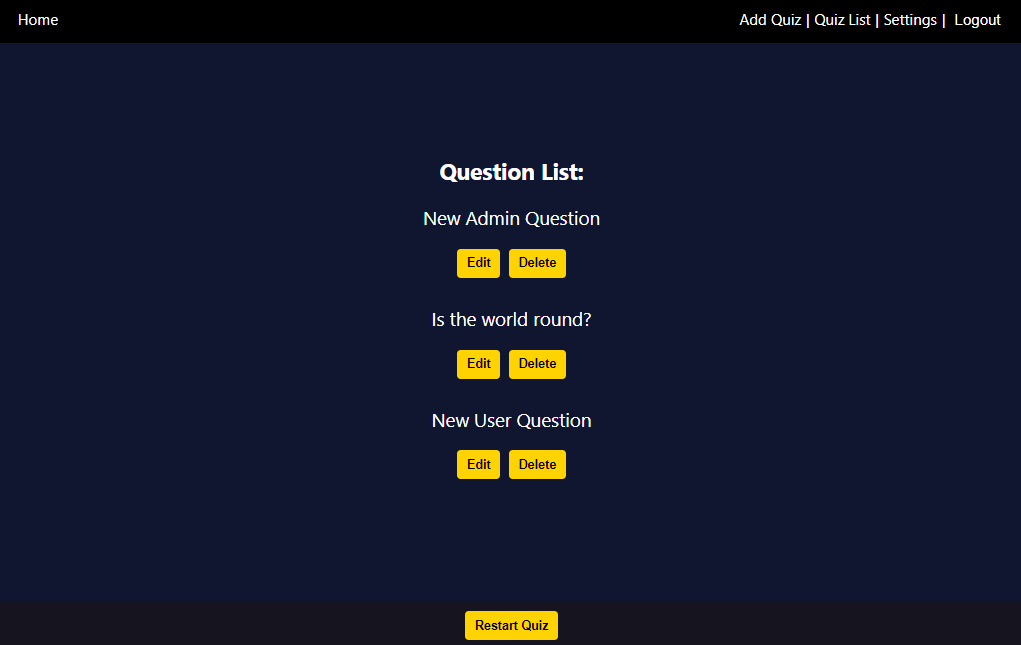 Home Add Quiz | Quiz List | Settings | Logout
Question List:
New Admin Question
Edit Delete
Is the world round?
Edit Delete
New User Question
Edit Delete
Restart Quiz